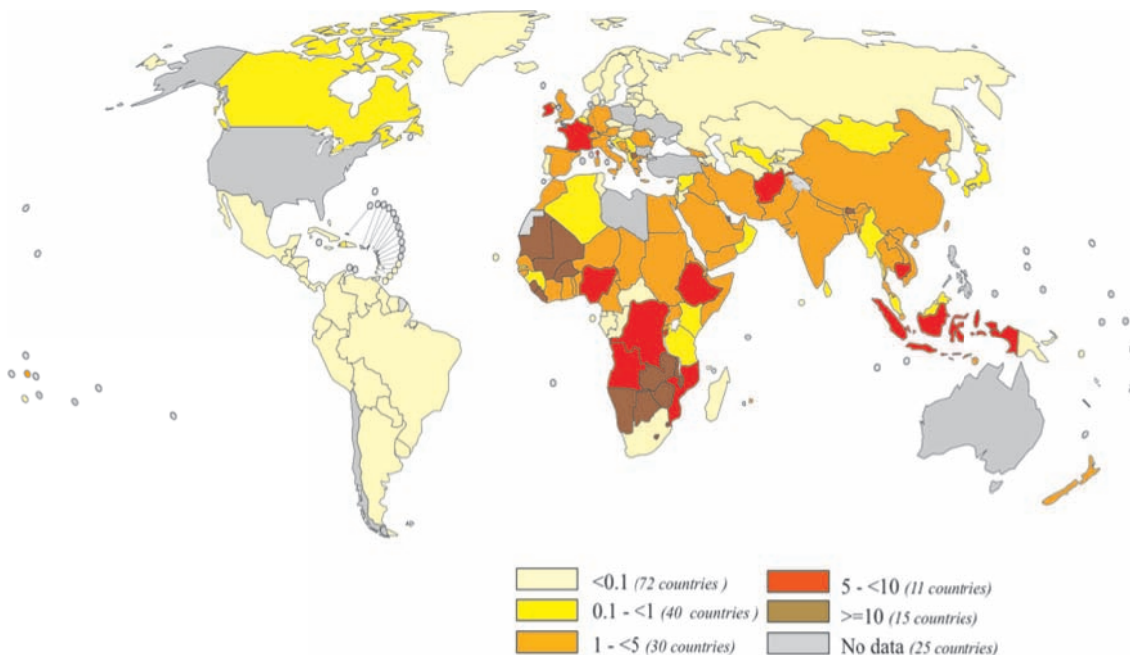 <0.1 (72 countries )
0.1 - <1 (40 countries )
1 - <5 (30 countries)
5 - <10 (11 countries)
>=10 (15 countries)
No data (25 countries)